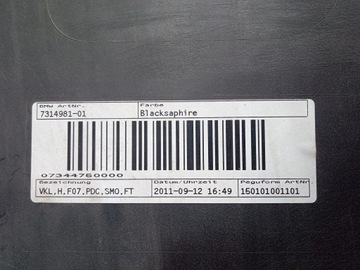 BMW ArtNr.
Farbe
7314981-01
Blacksaphire
07344760000
Bezeichnung
Datum/Uhrzeit
Peguform ArtNr
VKL,H,F07,PDC,SMO,FT
2011-09-12 16:49
150101001101